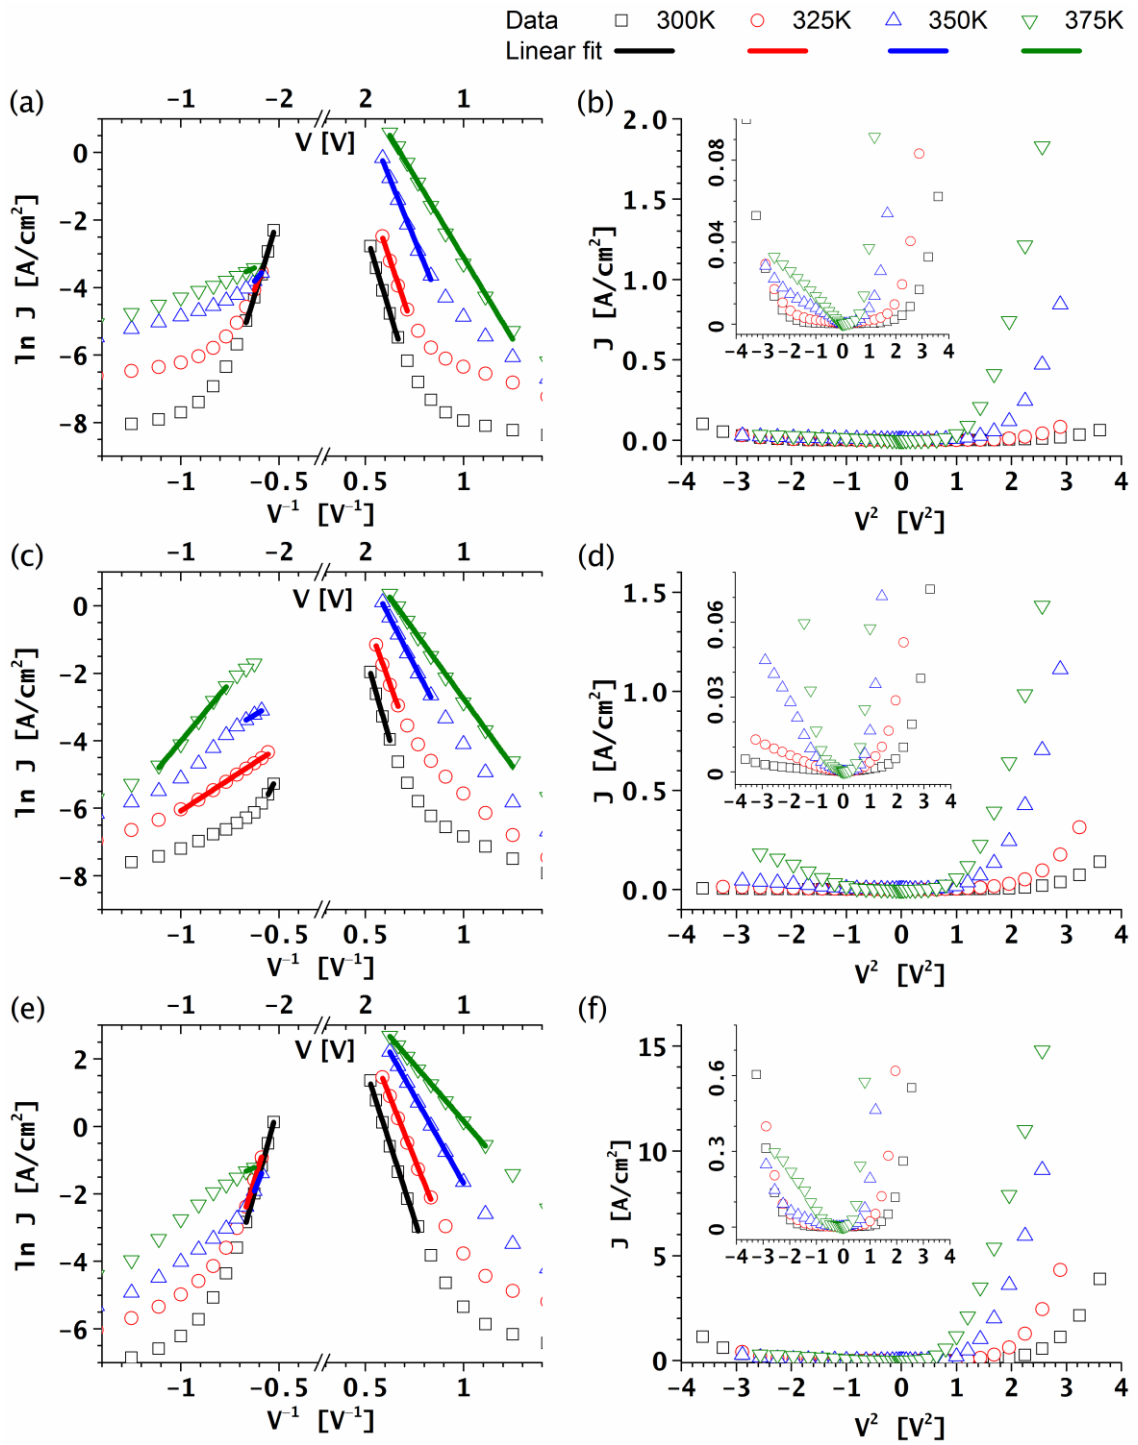 Data 300K 325K 350K 375K
Linear fit
(a) -1 -2 2 1
V [V]
0
-2
-4
-6
-8
ln J [A/cm²]
-1 -0.5 0.5 1
V⁻¹ [V⁻¹]
(b)
2.0
1.5
1.0
0.5
0.0
J [A/cm²]
0.08
0.04
0
-4 -3 -2 -1 0 1 2 3 4
-4 -3 -2 -1 0 1 2 3 4
V² [V²]
(c) -1 -2 2 1
V [V]
0
-2
-4
-6
-8
ln J [A/cm²]
-1 -0.5 0.5 1
V⁻¹ [V⁻¹]
(d)
1.5
1.0
0.5
0.0
J [A/cm²]
0.06
0.03
0
-4 -3 -2 -1 0 1 2 3 4
-4 -3 -2 -1 0 1 2 3 4
V² [V²]
(e) -1 -2 2 1
V [V]
2
0
-2
-4
-6
ln J [A/cm²]
-1 -0.5 0.5 1
V⁻¹ [V⁻¹]
(f)
15
10
5
0
J [A/cm²]
0.6
0.3
0
-4 -3 -2 -1 0 1 2 3 4
-4 -3 -2 -1 0 1 2 3 4
V² [V²]